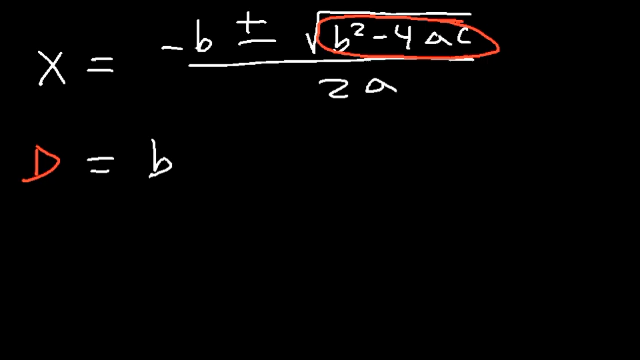 x = -b ± √b² - 4ac
2a
D = b